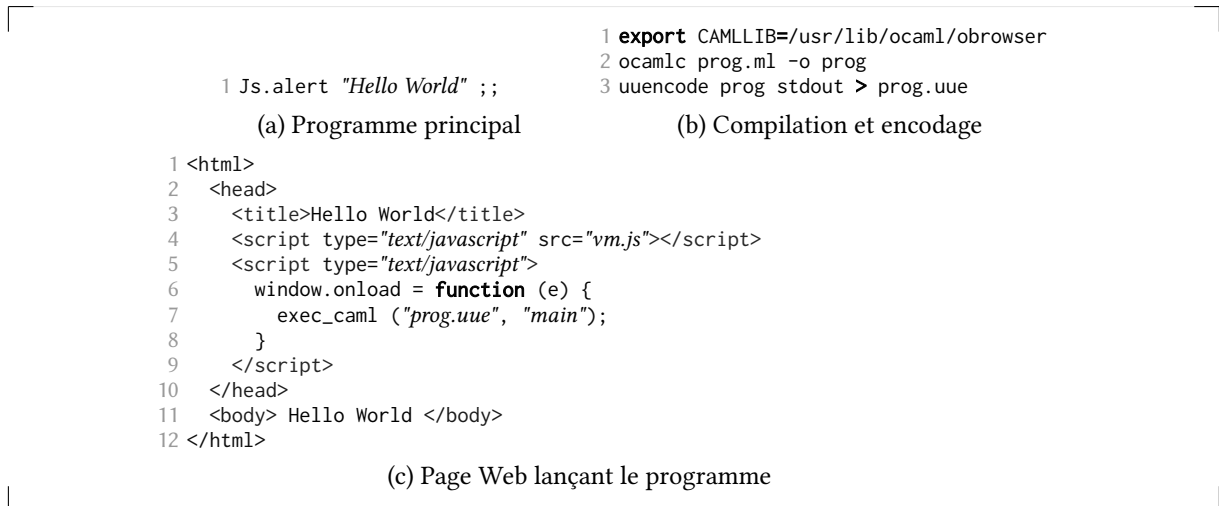 1 Js.alert "Hello World" ;;
(a) Programme principal
1 export CAMLLIB=/usr/lib/ocaml/obrowser
2 ocamlc prog.ml -o prog
3 uuencode prog stdout > prog.uue
(b) Compilation et encodage
1 <html>
2 <head>
3 <title>Hello World</title>
4 <script type="text/javascript" src="vm.js"></script>
5 <script type="text/javascript">
6 window.onload = function (e) {
7 exec_caml ("prog.uue", "main");
8 }
9 </script>
10 </head>
11 <body> Hello World </body>
12 </html>
(c) Page Web lançant le programme